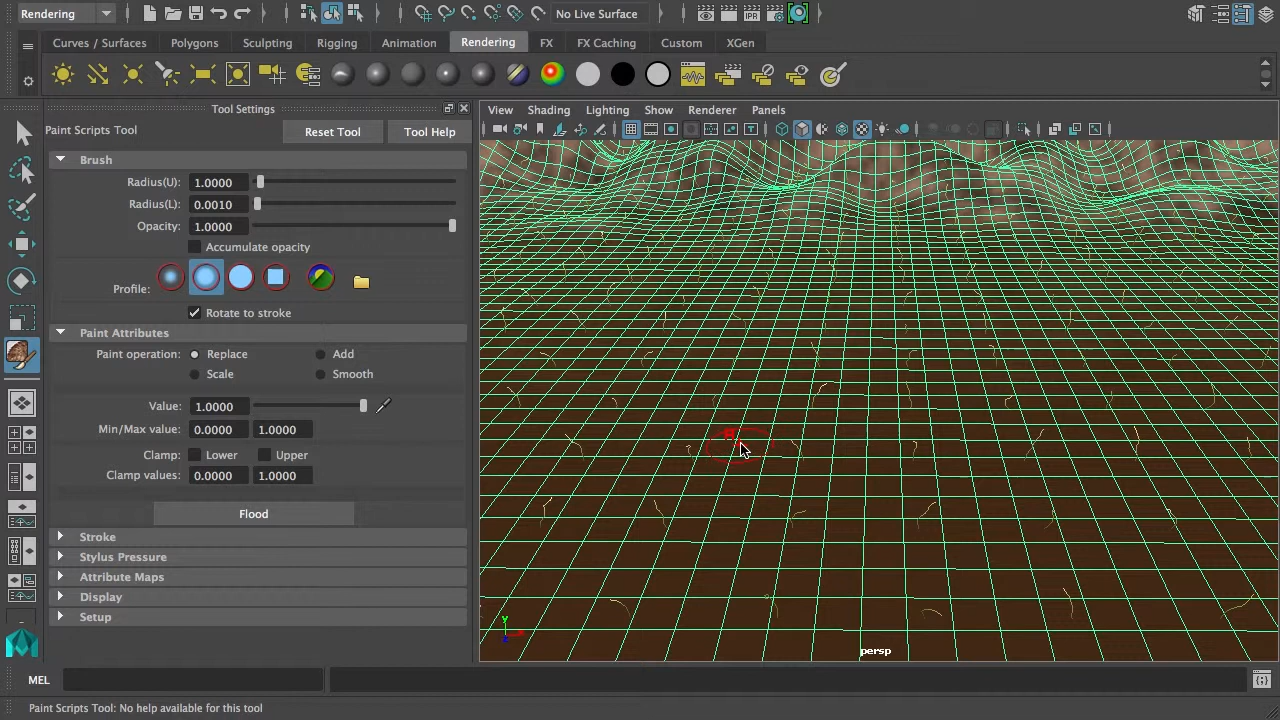 Rendering
No Live Surface
Curves / Surfaces
Polygons
Sculpting
Rigging
Animation
Rendering
FX
FX Caching
Custom
XGen
IPR
Tool Settings
Paint Scripts Tool
Reset Tool
Tool Help
Brush
Radius(U): 1.0000
Radius(L): 0.0010
Opacity: 1.0000
Accumulate opacity
Profile:
Rotate to stroke
Paint Attributes
Paint operation: Replace Add
Scale Smooth
Value: 1.0000
Min/Max value: 0.0000 1.0000
Clamp: Lower Upper
Clamp values: 0.0000 1.0000
Flood
Stroke
Stylus Pressure
Attribute Maps
Display
Setup
View Shading Lighting Show Renderer Panels
y
z
persp
MEL
Paint Scripts Tool: No help available for this tool